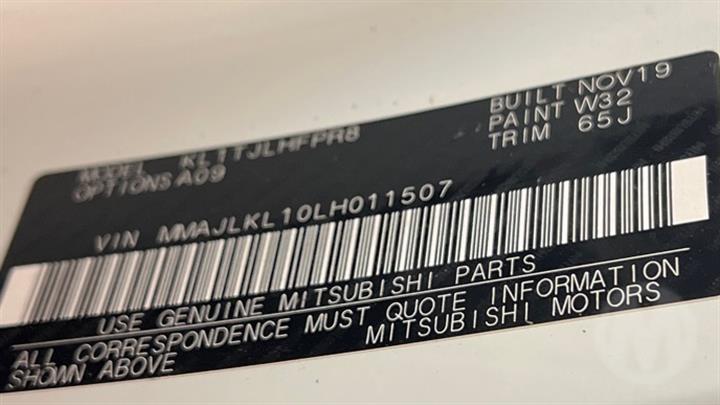 MODEL KL1TJLHFPR8 BUILT NOV19
OPTIONS A09 PAINT W32
TRIM 65J
VIN MMAJLKL10LH011507
USE GENUINE MITSUBISHI PARTS
ALL CORRESPONDENCE MUST QUOTE INFORMATION
SHOWN ABOVE MITSUBISHI MOTORS